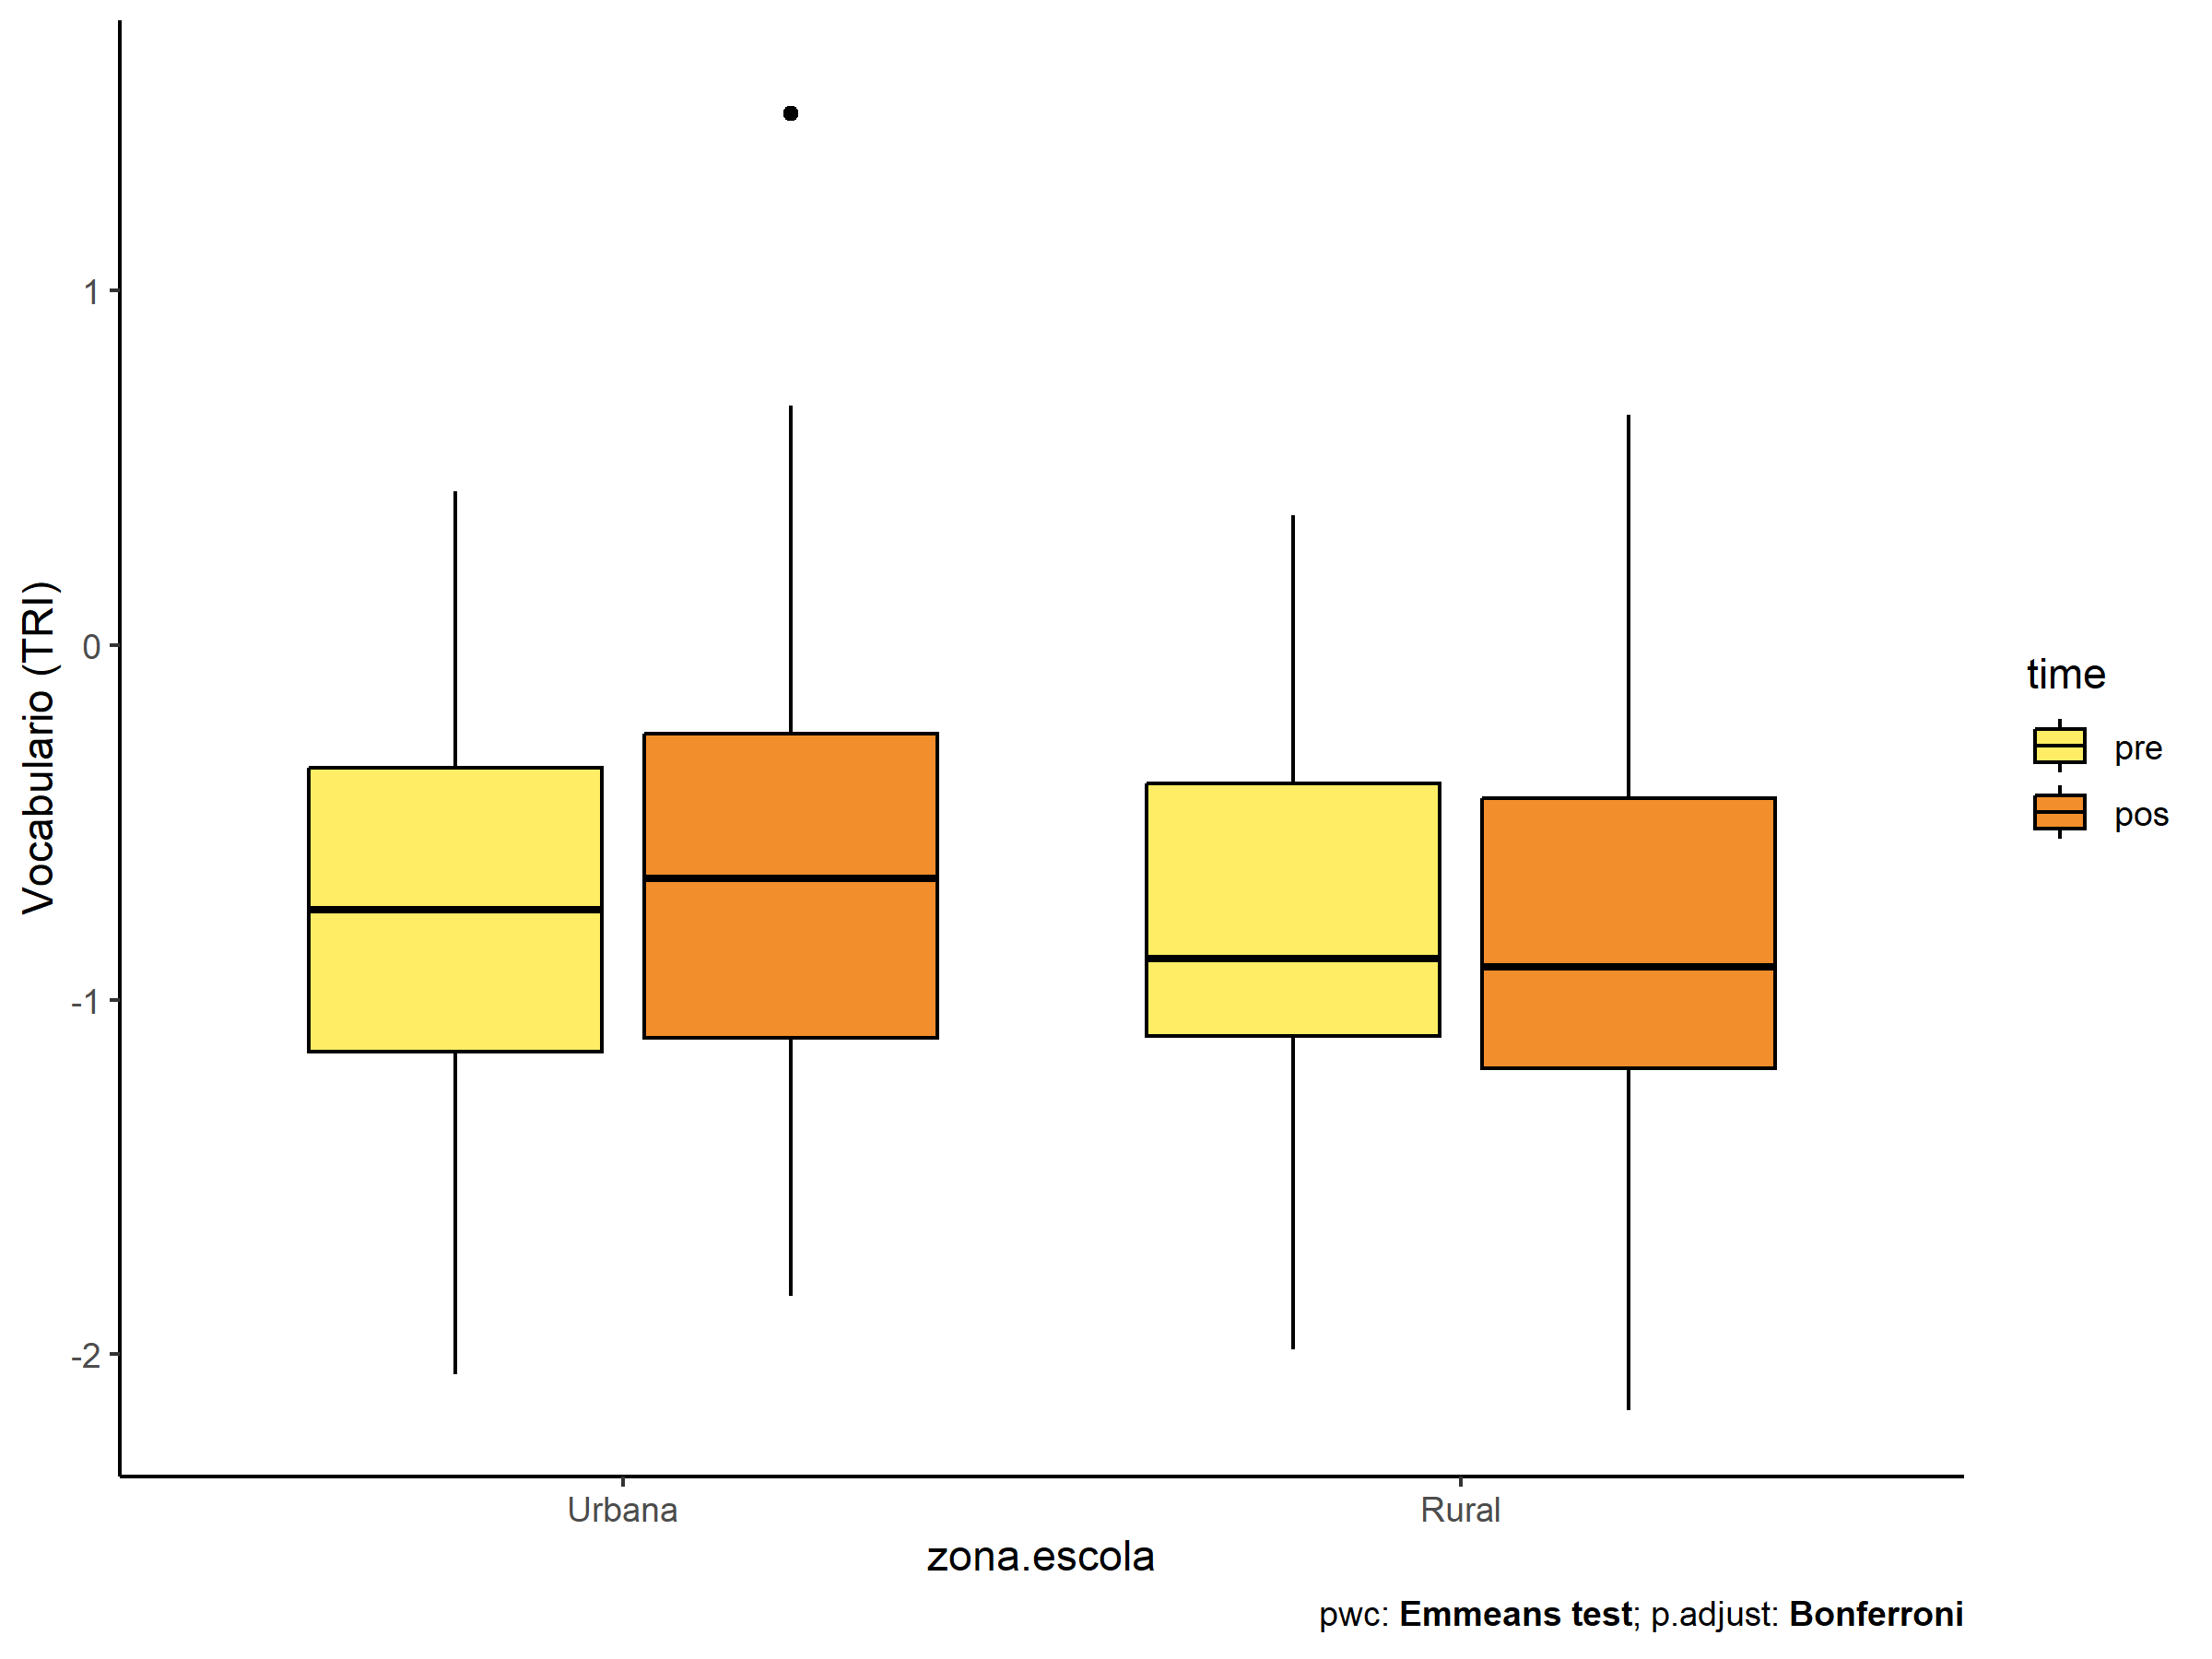 Vocabulario (TRI)
1
0
-1
-2
Urbana
Rural
zona.escola
time
pre
pos
pwc: Emmeans test; p.adjust: Bonferroni